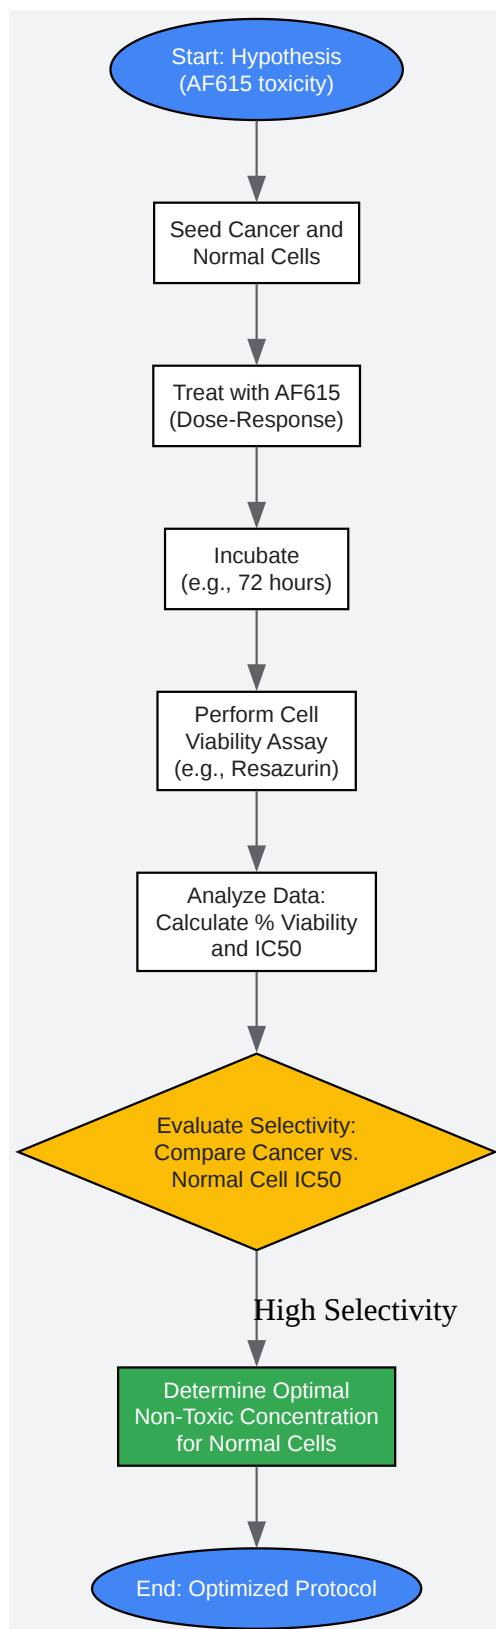 Start: Hypothesis
(AF615 toxicity)
Seed Cancer and
Normal Cells
Treat with AF615
(Dose-Response)
Incubate
(e.g., 72 hours)
Perform Cell
Viability Assay
(e.g., Resazurin)
Analyze Data:
Calculate % Viability
and IC50
Evaluate Selectivity:
Compare Cancer vs.
Normal Cell IC50
High Selectivity
Determine Optimal
Non-Toxic Concentration
for Normal Cells
End: Optimized Protocol